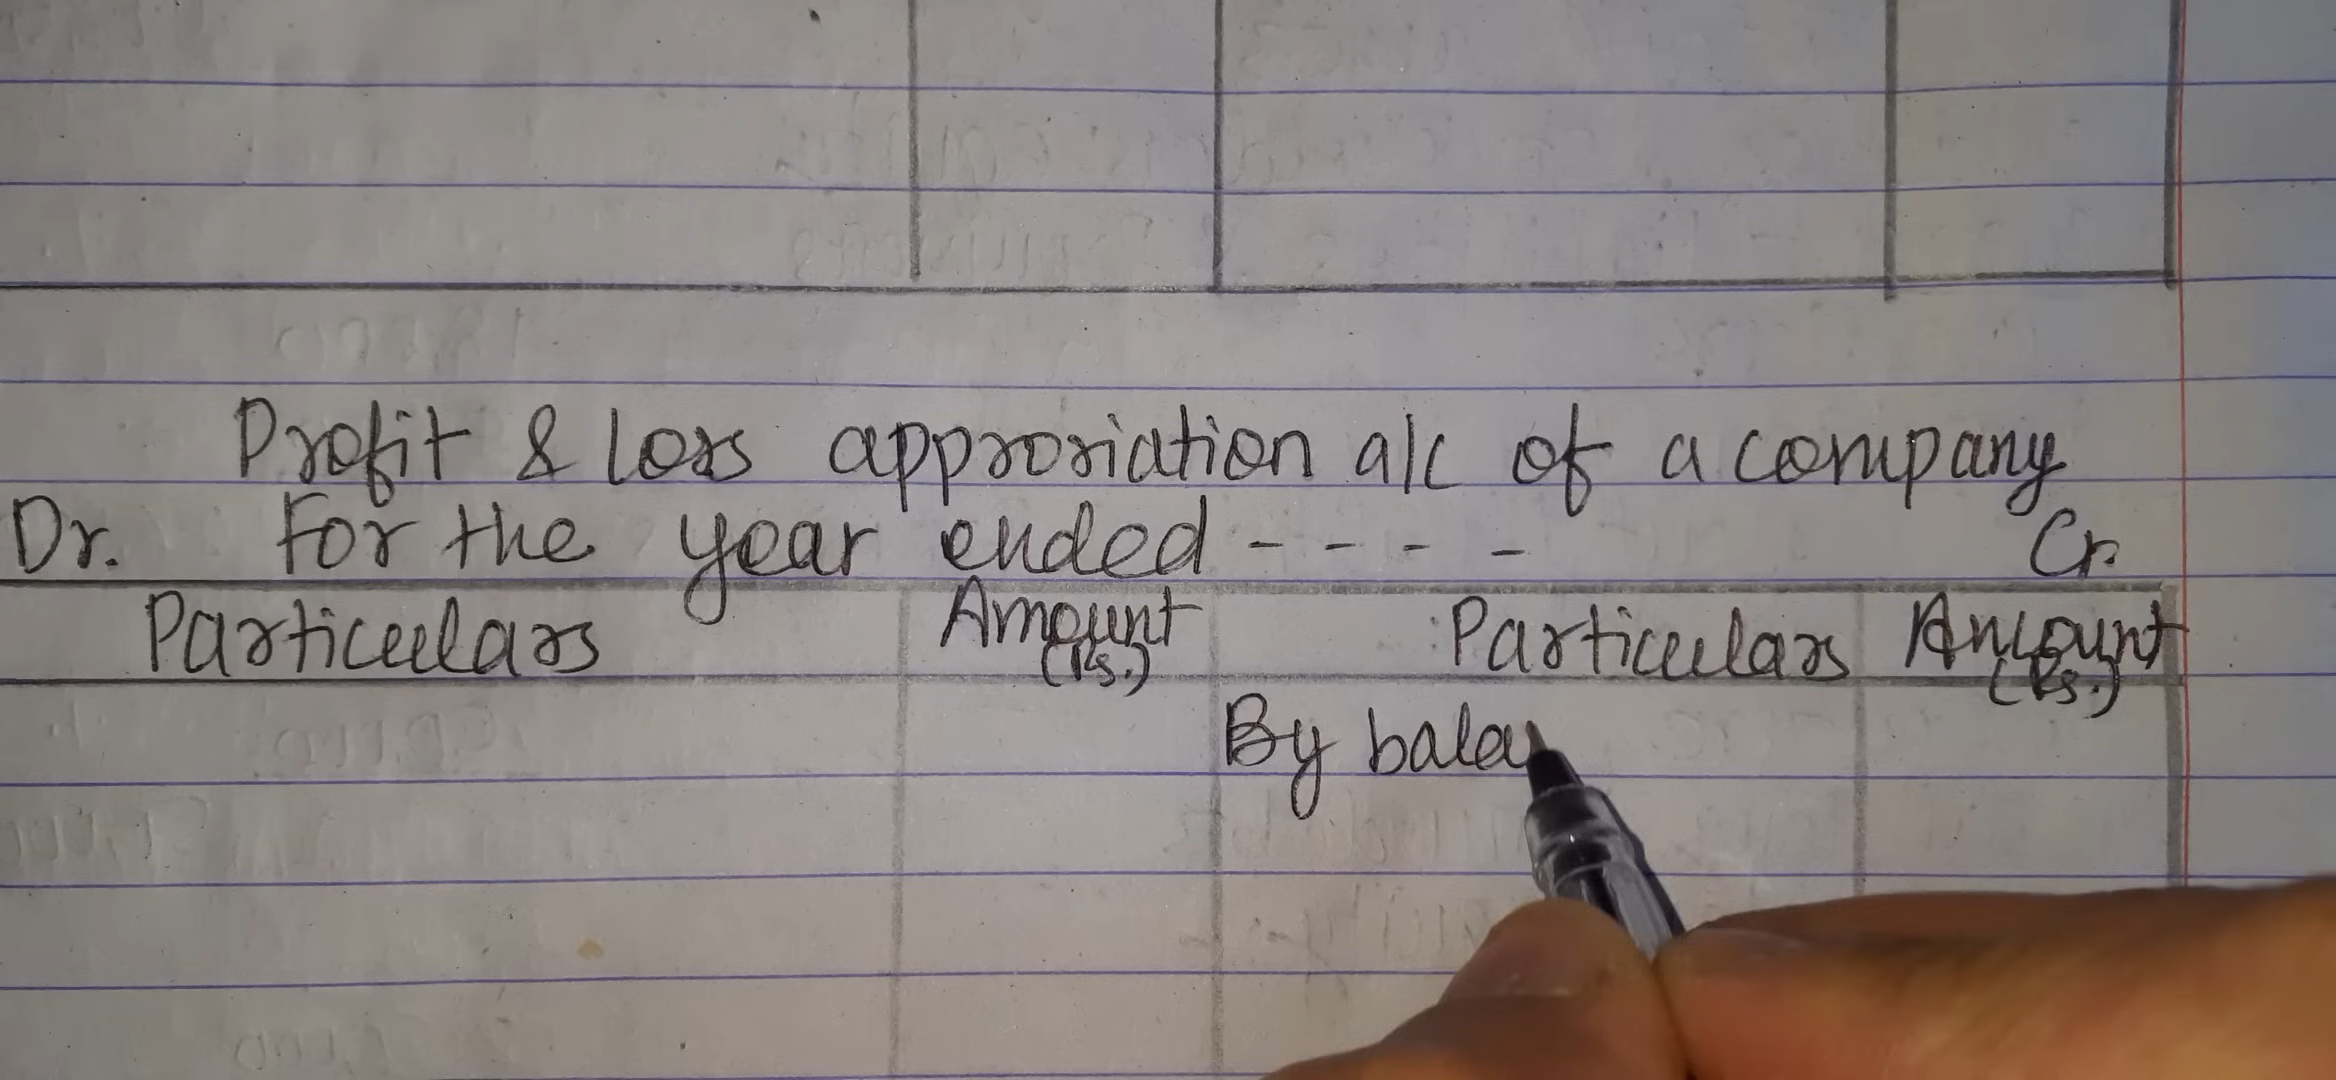 Profit & loss approriation a/c of a company
Dr. For the year ended - - - - Cr.
Particulars Amount (Rs.) Particulars Amount (Rs.)
By bala